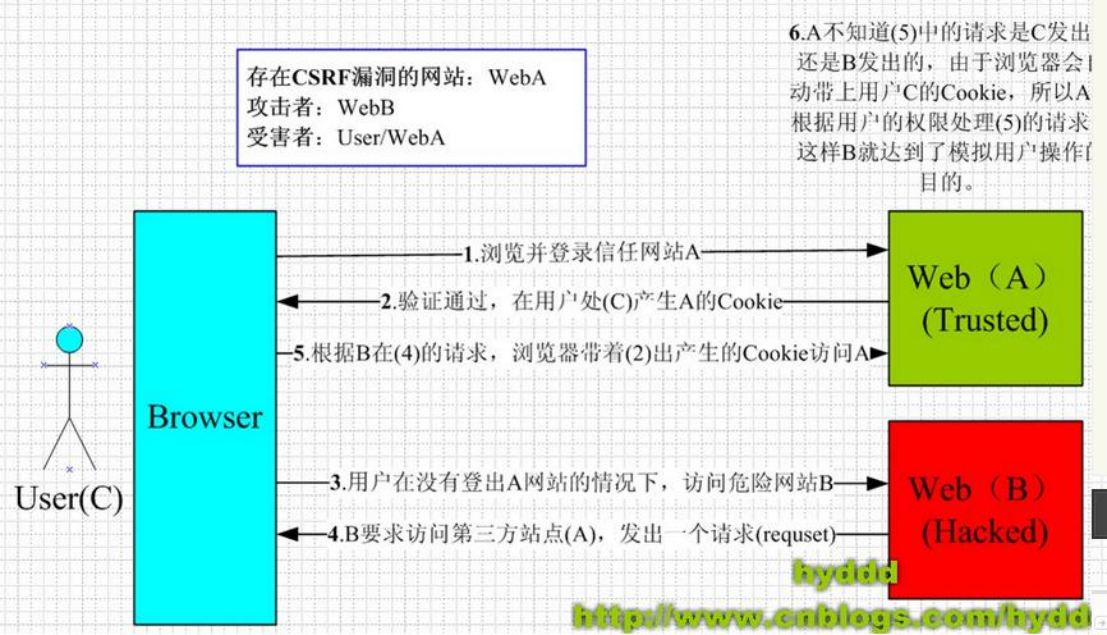 存在CSRF漏洞的网站：WebA
攻击者：WebB
受害者：User/WebA
6.A不知道(5)中的请求是C发出
还是B发出的，由于浏览器会
动带上用户C的Cookie，所以A
根据用户的权限处理(5)的请求
这样B就达到了模拟用户操作
目的。
1.浏览并登录信任网站A
2.验证通过，在用户处(C)产生A的Cookie
5.根据B在(4)的请求，浏览器带着(2)出产生的Cookie访问A
3.用户在没有登出A网站的情况下，访问危险网站B
4.B要求访问第三方站点(A)，发出一个请求(requset)
User(C)
Browser
Web（A）
(Trusted)
Web（B）
(Hacked)
hyddd
http://www.cnblogs.com/hydd